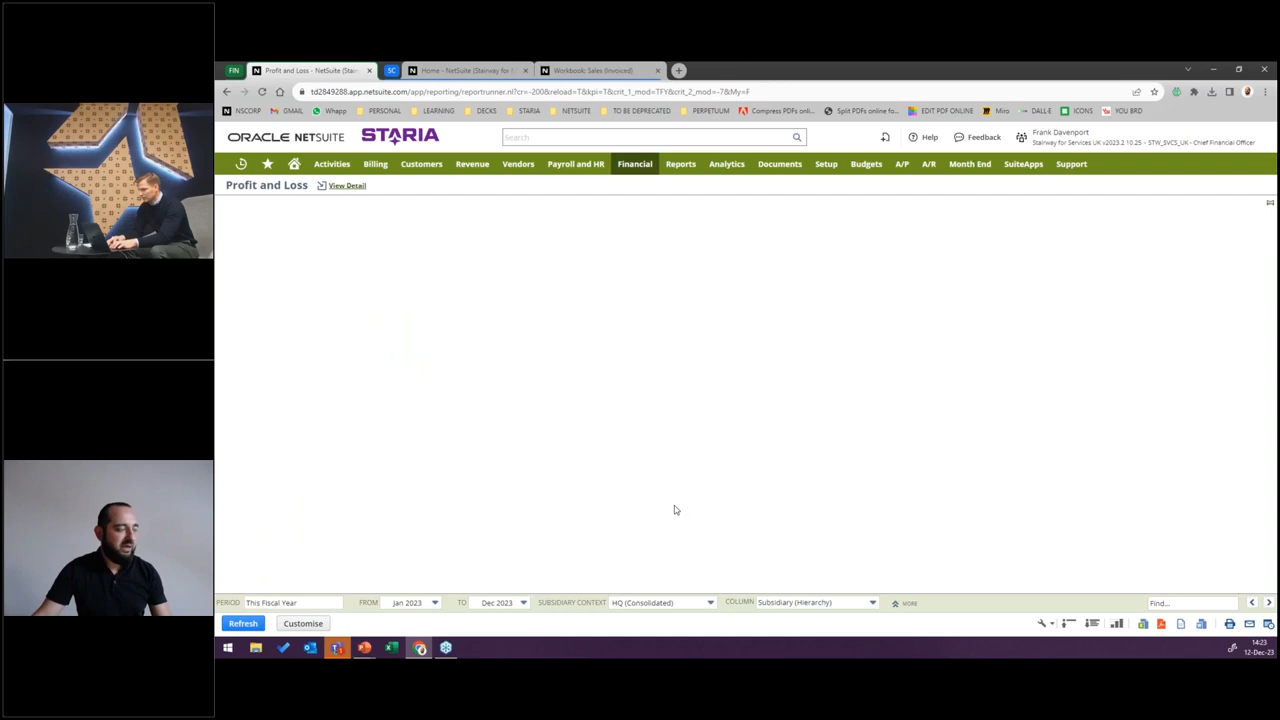 FIN
Profit and Loss - NetSuite (Stair
SC
Home - NetSuite (Stairway for
Workbook: Sales (Invoiced)
td2849288.app.netsuite.com/app/reporting/reportrunner.nl?cr=-200&reload=T&kpi=T&crit_1_mod=TFY&crit_2_mod=-7&My=F
NSCORP
GMAIL
Whapp
PERSONAL
LEARNING
DECKS
STARIA
NETSUITE
TO BE DEPRECATED
PERPETUUM
Compress PDFs onli...
Split PDFs online fo...
EDIT PDF ONLINE
Miro
DALL·E
ICONS
YOU BRD
ORACLE NETSUITE
STARIA
Search
Help
Feedback
Frank Davenport
Stairway for Services UK v2023.2 10.25 - STW_SVCS_UK - Chief Financial Officer
Activities
Billing
Customers
Revenue
Vendors
Payroll and HR
Financial
Reports
Analytics
Documents
Setup
Budgets
A/P
A/R
Month End
SuiteApps
Support
Profit and Loss
View Detail
PERIOD
This Fiscal Year
FROM
Jan 2023
TO
Dec 2023
SUBSIDIARY CONTEXT
HQ (Consolidated)
COLUMN
Subsidiary (Hierarchy)
MORE
Find...
Refresh
Customise
14:23
12-Dec-23